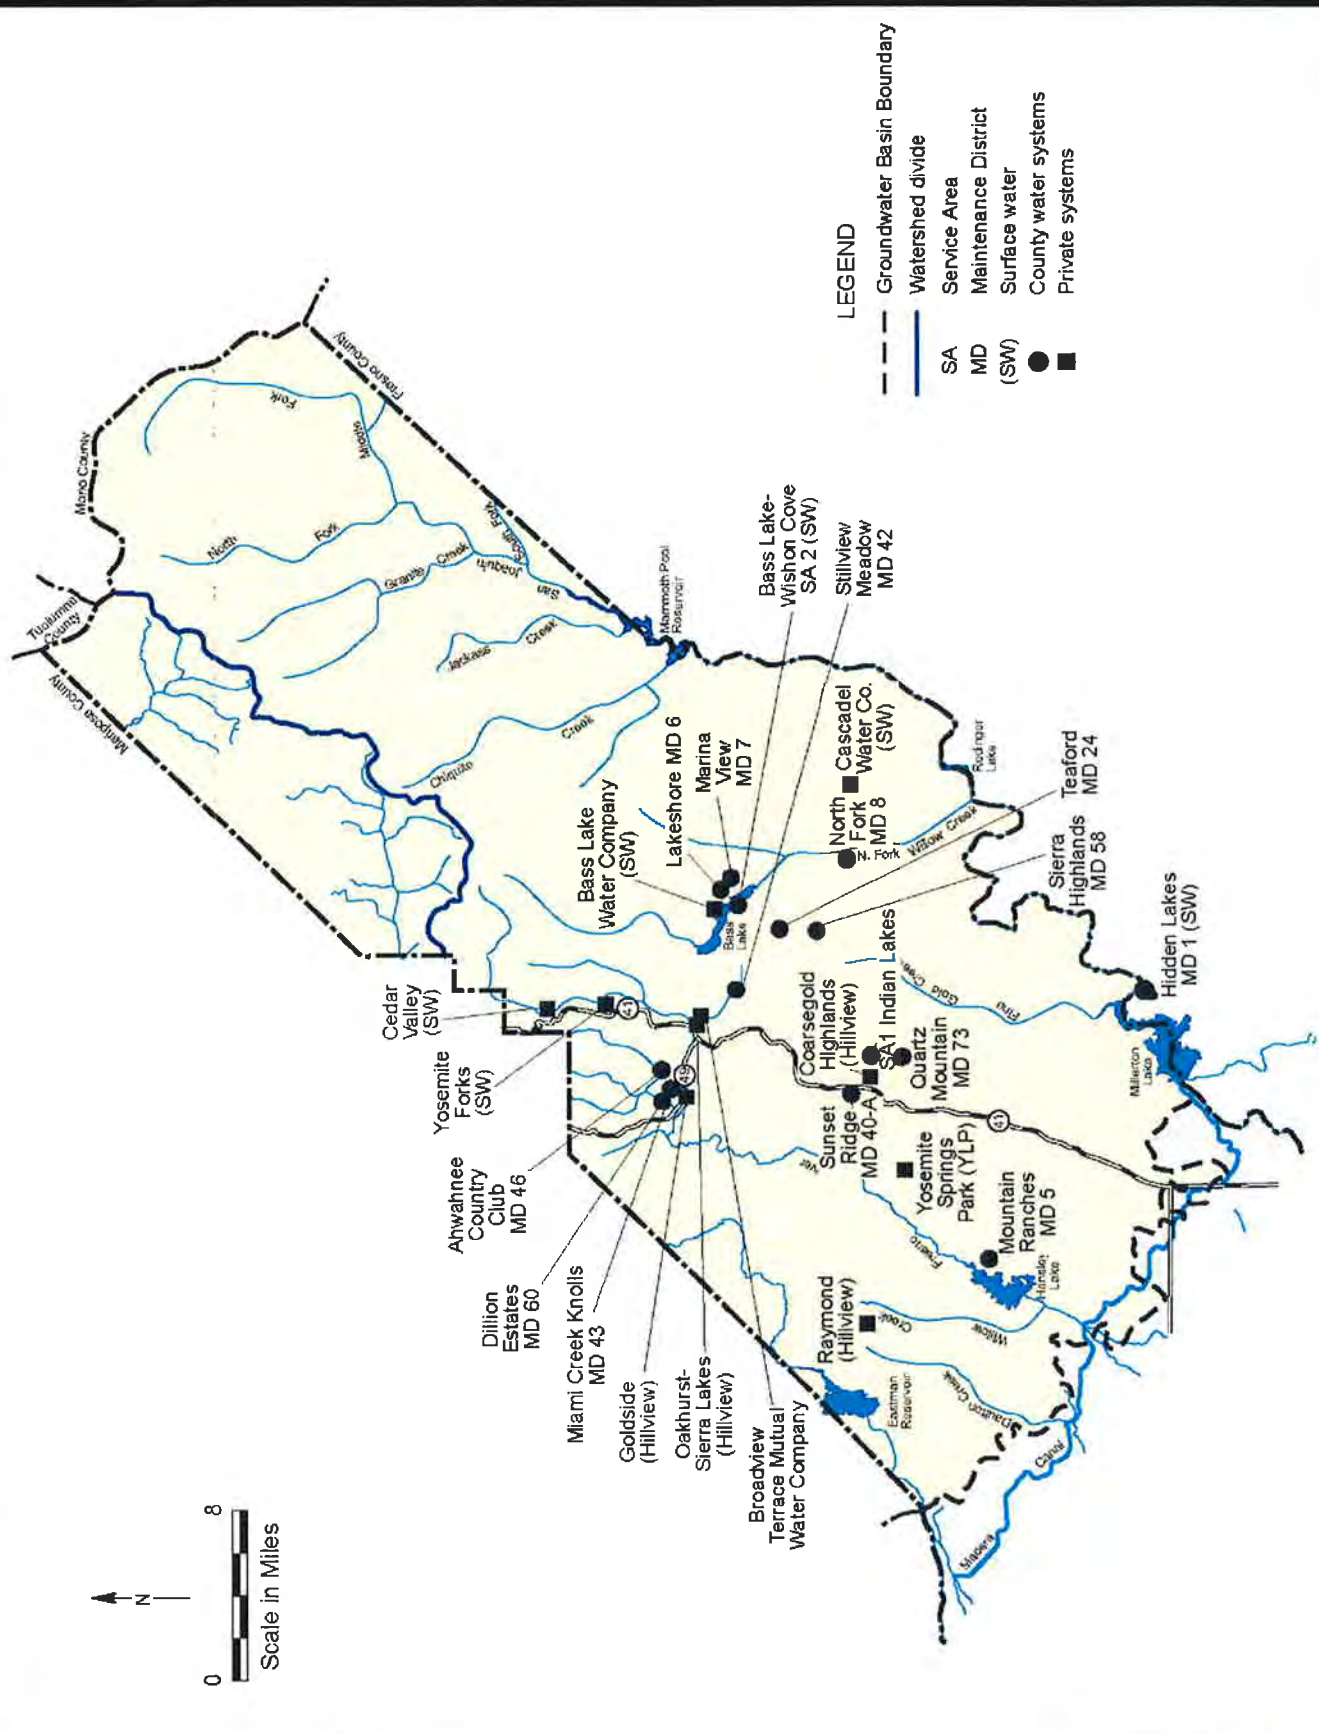 Tuolumne
County
Mono County
Mariposa County
Fresno
County
North
Fork
Middle
Fork
Granite
Creek
San
Joaquin
South Fork
Jackass
Creek
Chiquito
Creek
Mammoth Pool
Reservoir
Cedar
Valley
(SW)
Yosemite
Forks
(SW)
Ahwahnee
Country
Club
MD 46
Dillion
Estates
MD 60
Miami Creek Knolls
MD 43
Goldside
(Hillview)
Oakhurst-
Sierra Lakes
(Hillview)
Broadview
Terrace Mutual
Water Company
41
49
Bass Lake
Water Company
(SW)
Lakeshore MD 6
Marina
View
MD 7
Bass Lake-
Wishon Cove
SA 2 (SW)
Stillview
Meadow
MD 42
Bass
Lake
Cascadel
Water Co.
(SW)
North
Fork
MD 8
N. Fork
Willow Creek
Redinger
Lake
Teaford
MD 24
Sierra
Highlands
MD 58
Coarsegold
Highlands
(Hillview)
SA1 Indian Lakes
Quartz
Mountain
MD 73
Sunset
Ridge
MD 40-A
Fine
Gold Creek
Hidden Lakes
MD 1 (SW)
Millerton
Lake
41
Yosemite
Springs
Park (YLP)
Mountain
Ranches
MD 5
Hensley
Lake
Fresno
Raymond
(Hillview)
Willow
Creek
Daulton Creek
Eastman
Reservoir
Madera
Canal
LEGEND
Groundwater Basin Boundary
Watershed divide
SA Service Area
MD Maintenance District
(SW) Surface water
County water systems
Private systems
N
0 8
Scale in Miles